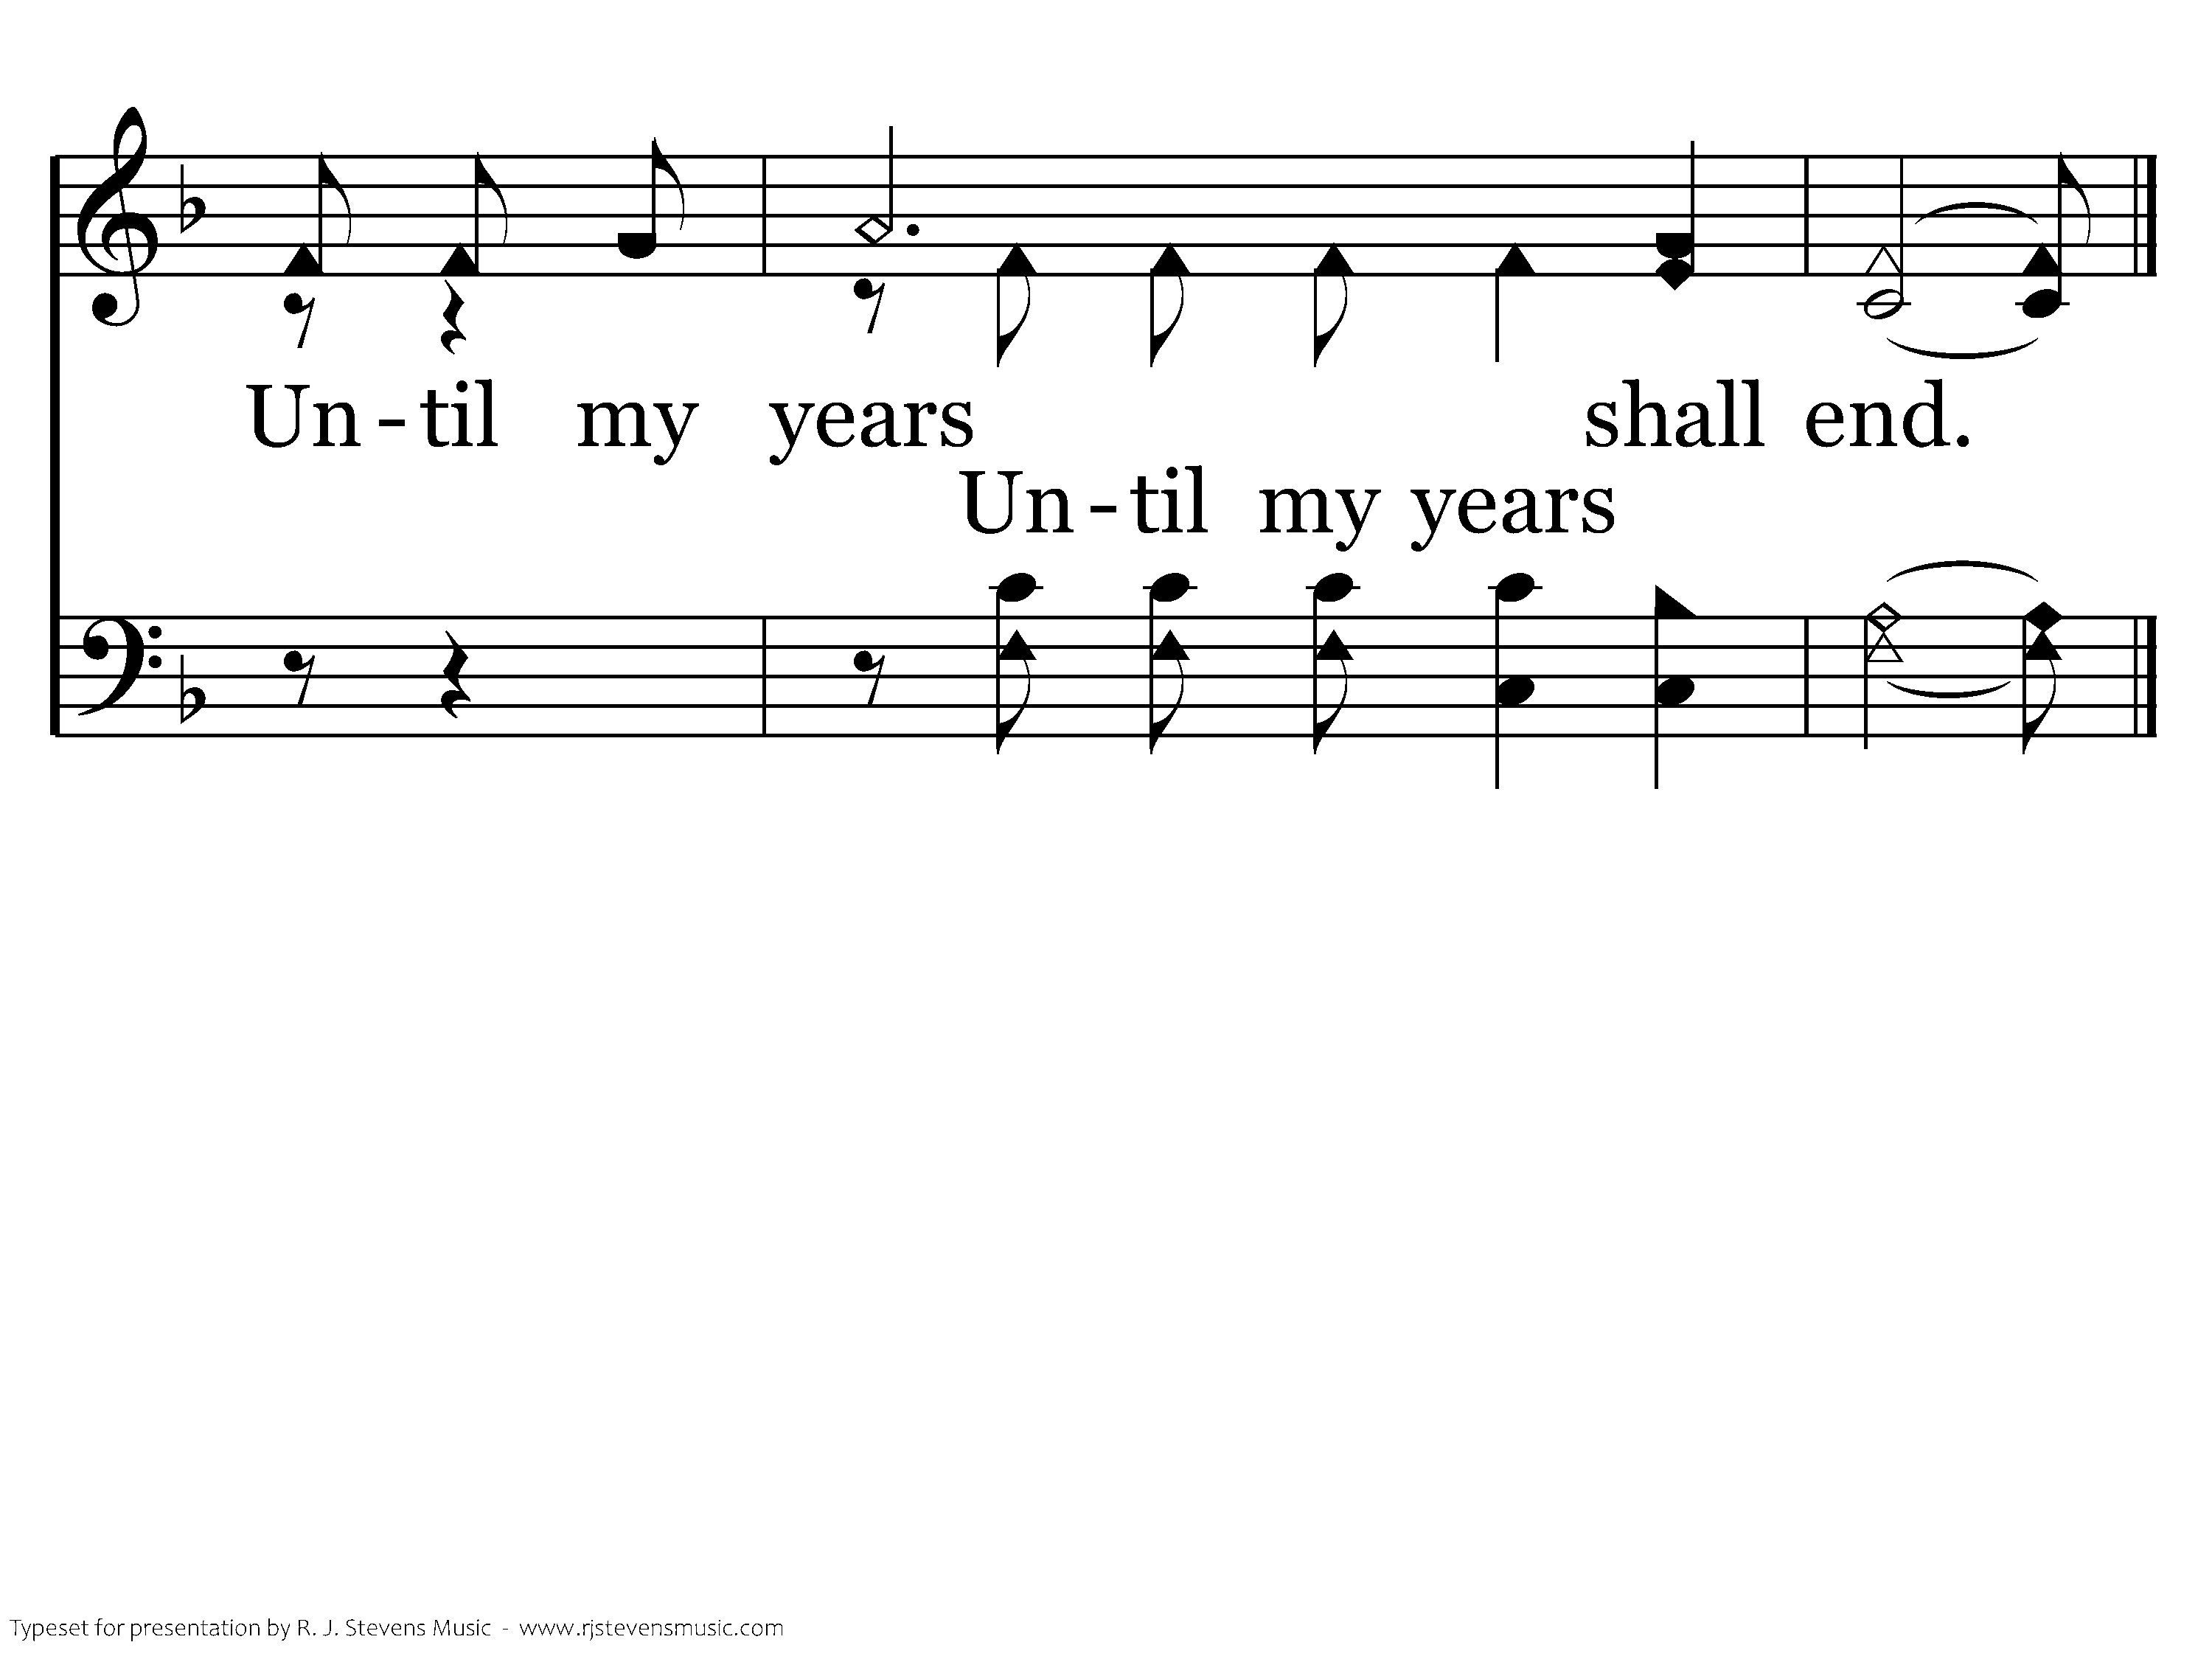 Un - til my years shall end.
Un - til my years
Typeset for presentation by R. J. Stevens Music - www.rjstevensmusic.com